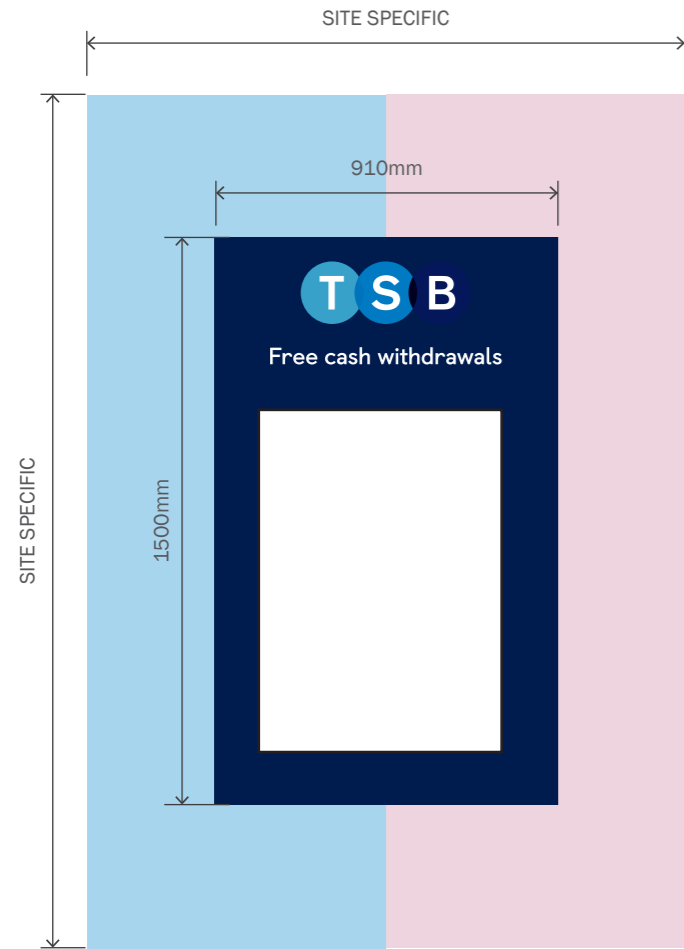 SITE SPECIFIC
910mm
TSB
Free cash withdrawals
SITE SPECIFIC
1500mm